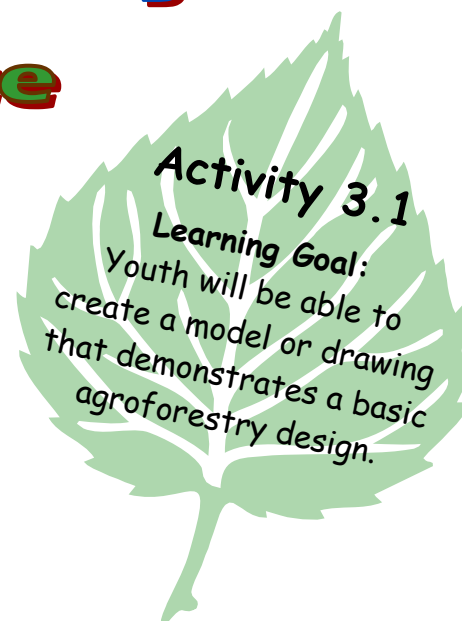 e
Activity 3.1
Learning Goal:
Youth will be able to
create a model or drawing
that demonstrates a basic
agroforestry design.